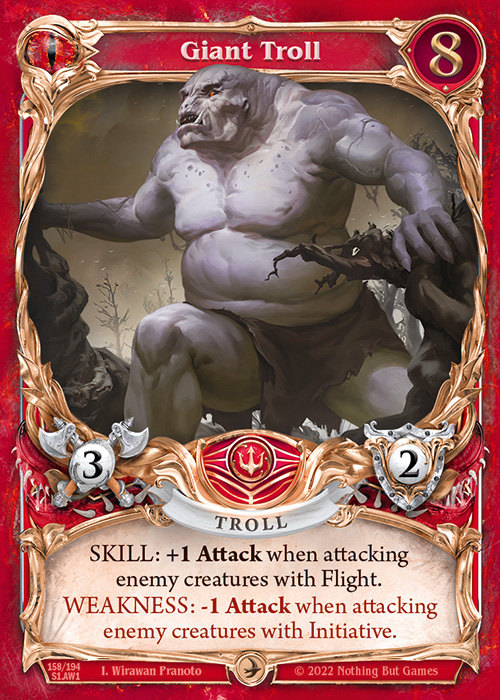 Giant Troll
8
3
2
TROLL
SKILL: +1 Attack when attacking
enemy creatures with Flight.
WEAKNESS: -1 Attack when attacking
enemy creatures with Initiative.
158/194
S1.AW1
I. Wirawan Pranoto
© 2022 Nothing But Games